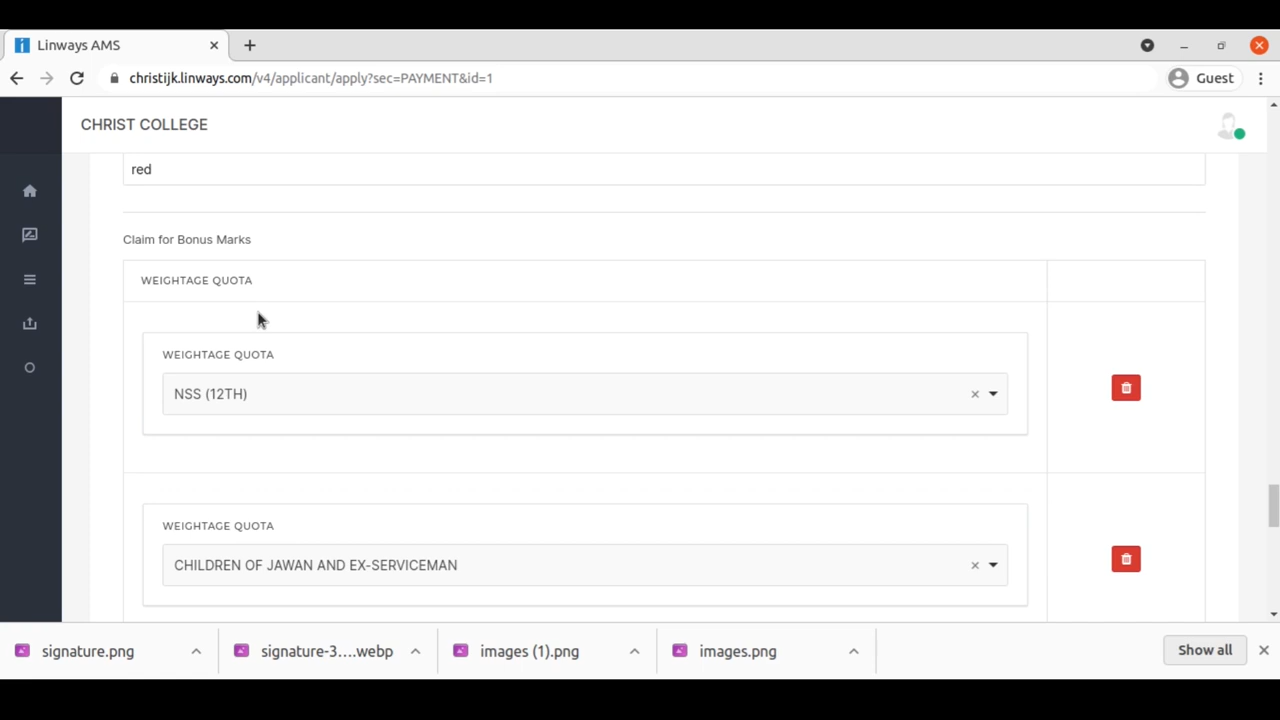 Linways AMS
christijk.linways.com/v4/applicant/apply?sec=PAYMENT&id=1
Guest
CHRIST COLLEGE
red
Claim for Bonus Marks
WEIGHTAGE QUOTA
WEIGHTAGE QUOTA
NSS (12TH)
WEIGHTAGE QUOTA
CHILDREN OF JAWAN AND EX-SERVICEMAN
signature.png
signature-3....webp
images (1).png
images.png
Show all